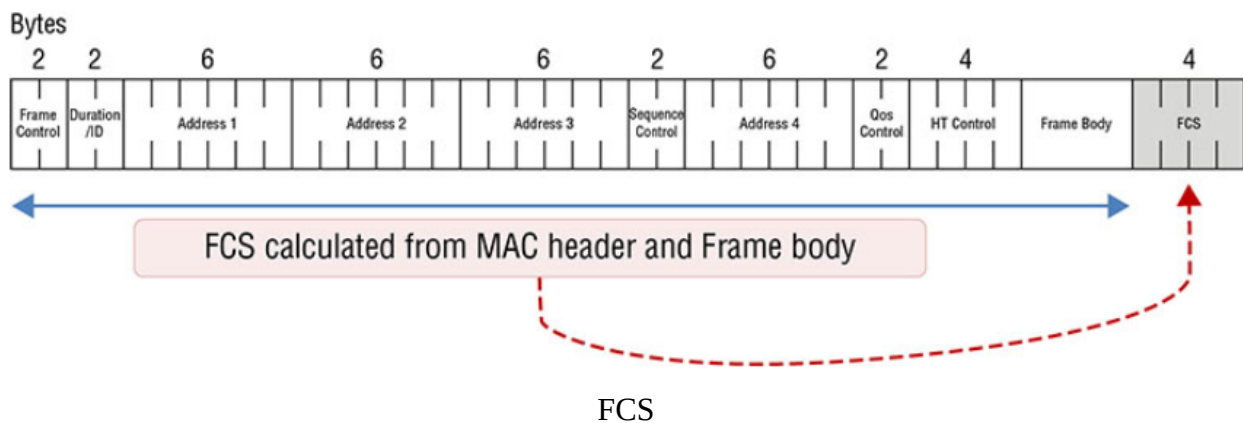 Bytes
2 2 6 6 6 2 6 2 4 4
Frame Control Duration /ID Address 1 Address 2 Address 3 Sequence Control Address 4 Qos Control HT Control Frame Body FCS
FCS calculated from MAC header and Frame body
FCS